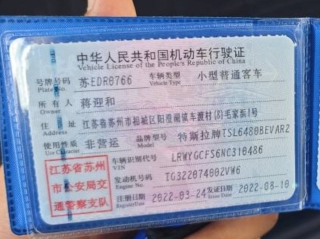 中华人民共和国机动车行驶证
Vehicle License of the People's Republic of China
号牌号码 苏EDR0766 车辆类型 小型普通客车
Plate No. Vehicle Type
所有人 蒋迎和
Owner
住址 江苏省苏州市相城区阳澄湖镇车渡村(8)毛家浜1号
Address
使用性质 非营运 品牌型号 特斯拉牌TSL6480BEVAR2
Use Character Model
江苏省苏州
市公安局交
通警察支队
车辆识别代号 LRWYGCFS6NC310486
VIN
发动机号码 TG322074002VW6
Engine No.
注册日期 2022-03-24 发证日期 2022-08-10
Register Date Issue Date